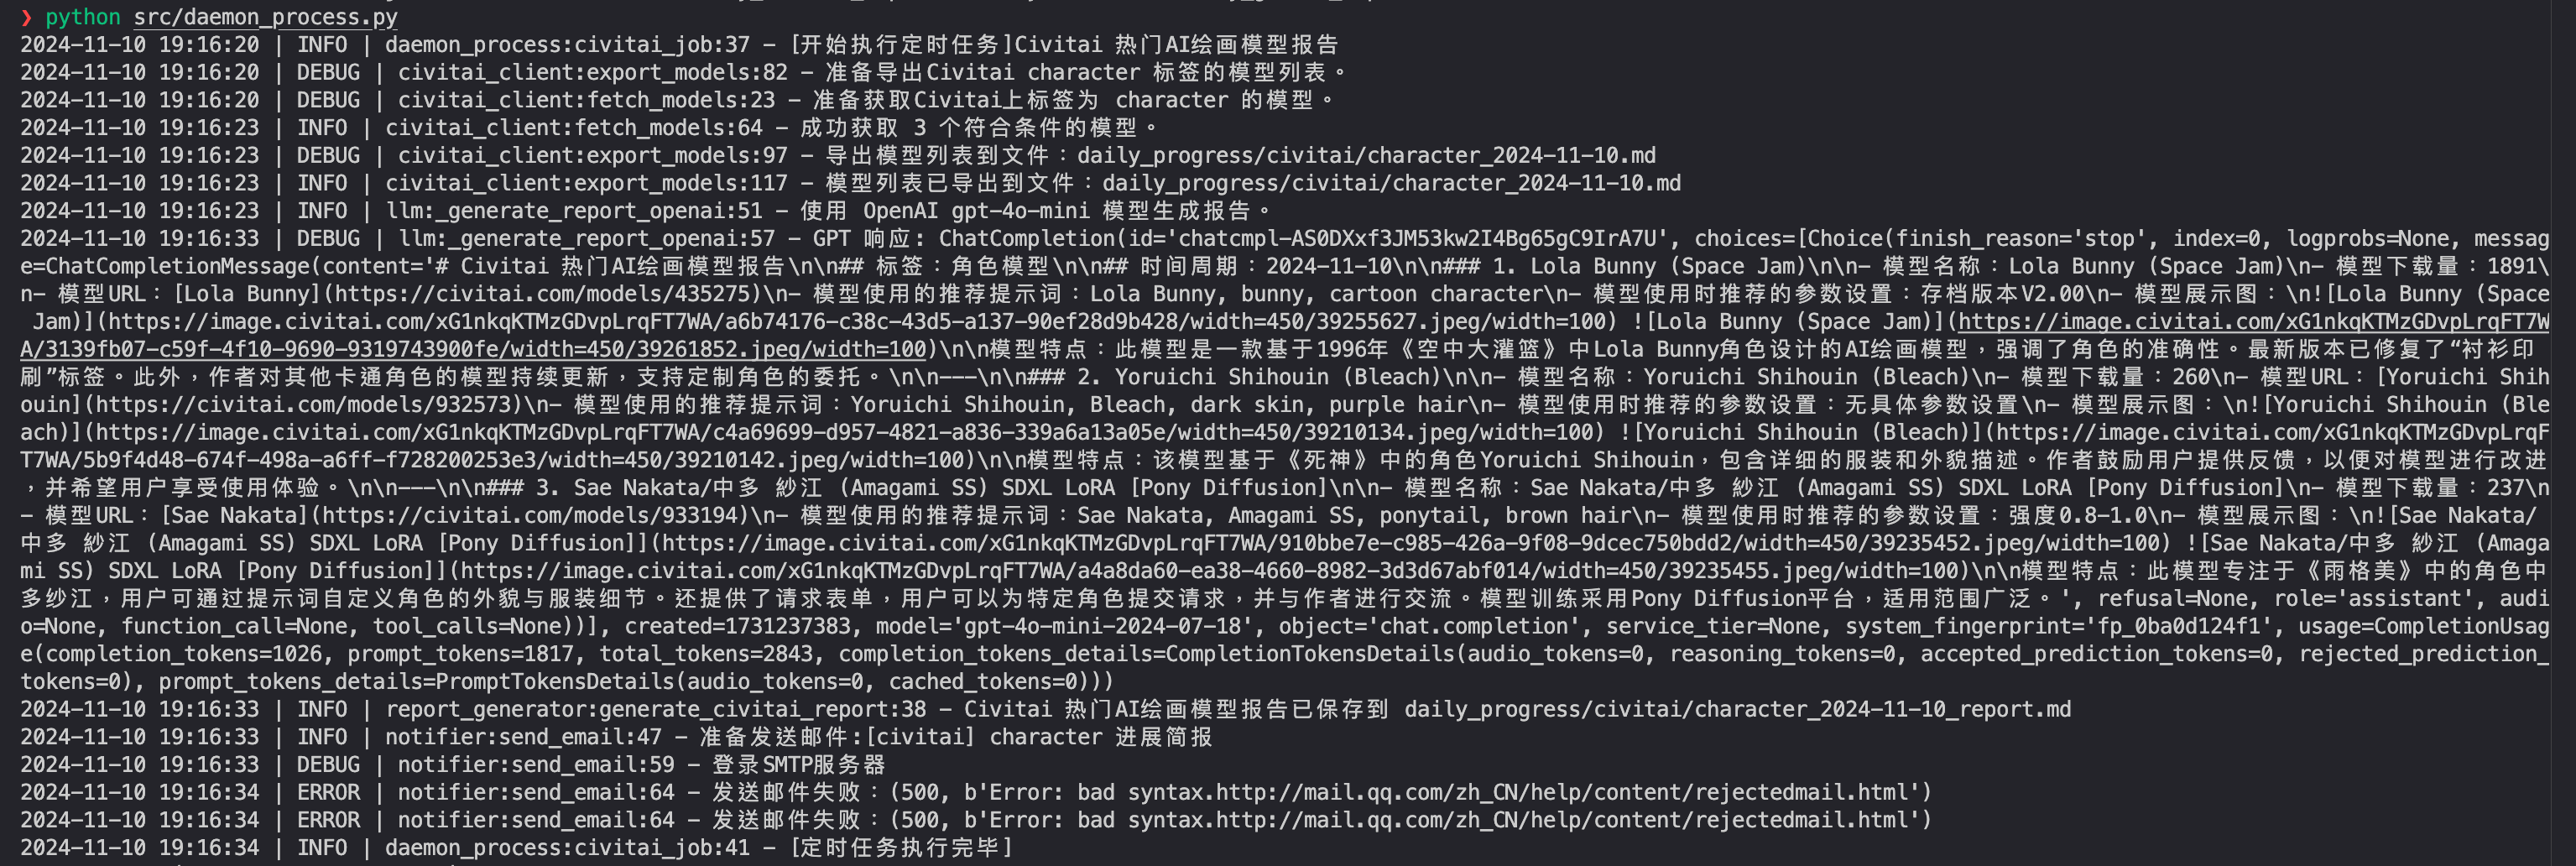 ❯ python src/daemon_process.py
2024-11-10 19:16:20 | INFO | daemon_process:civitai_job:37 - [开始执行定时任务]Civitai 热门AI绘画模型报告
2024-11-10 19:16:20 | DEBUG | civitai_client:export_models:82 - 准备导出Civitai character 标签的模型列表。
2024-11-10 19:16:20 | DEBUG | civitai_client:fetch_models:23 - 准备获取Civitai上标签为 character 的模型。
2024-11-10 19:16:23 | INFO | civitai_client:fetch_models:64 - 成功获取 3 个符合条件的模型。
2024-11-10 19:16:23 | DEBUG | civitai_client:export_models:97 - 导出模型列表到文件：daily_progress/civitai/character_2024-11-10.md
2024-11-10 19:16:23 | INFO | civitai_client:export_models:117 - 模型列表已导出到文件：daily_progress/civitai/character_2024-11-10.md
2024-11-10 19:16:23 | INFO | llm:_generate_report_openai:51 - 使用 OpenAI gpt-4o-mini 模型生成报告。
2024-11-10 19:16:33 | DEBUG | llm:_generate_report_openai:57 - GPT 响应: ChatCompletion(id='chatcmpl-AS0DXxf3JM53kw2I4Bg65gC9IrA7U', choices=[Choice(finish_reason='stop', index=0, logprobs=None, messag
e=ChatCompletionMessage(content='# Civitai 热门AI绘画模型报告\n\n## 标签：角色模型\n\n## 时间周期：2024-11-10\n\n### 1. Lola Bunny (Space Jam)\n\n- 模型名称：Lola Bunny (Space Jam)\n- 模型下载量：1891\
n- 模型URL：[Lola Bunny](https://civitai.com/models/435275)\n- 模型使用的推荐提示词：Lola Bunny, bunny, cartoon character\n- 模型使用时推荐的参数设置：存档版本V2.00\n- 模型展示图：\n![Lola Bunny (Space
 Jam)](https://image.civitai.com/xG1nkqKTMzGDvpLrqFT7WA/a6b74176-c38c-43d5-a137-90ef28d9b428/width=450/39255627.jpeg/width=100) ![Lola Bunny (Space Jam)](https://image.civitai.com/xG1nkqKTMzGDvpLrqFT7W
A/3139fb07-c59f-4f10-9690-9319743900fe/width=450/39261852.jpeg/width=100)\n\n模型特点：此模型是一款基于1996年《空中大灌篮》中Lola Bunny角色设计的AI绘画模型，强调了角色的准确性。最新版本已修复了“衬衫印
刷”标签。此外，作者对其他卡通角色的模型持续更新，支持定制角色的委托。\n\n---\n\n### 2. Yoruichi Shihouin (Bleach)\n\n- 模型名称：Yoruichi Shihouin (Bleach)\n- 模型下载量：260\n- 模型URL：[Yoruichi Shih
ouin](https://civitai.com/models/932573)\n- 模型使用的推荐提示词：Yoruichi Shihouin, Bleach, dark skin, purple hair\n- 模型使用时推荐的参数设置：无具体参数设置\n- 模型展示图：\n![Yoruichi Shihouin (Ble
ach)](https://image.civitai.com/xG1nkqKTMzGDvpLrqFT7WA/c4a69699-d957-4821-a836-339a6a13a05e/width=450/39210134.jpeg/width=100) ![Yoruichi Shihouin (Bleach)](https://image.civitai.com/xG1nkqKTMzGDvpLrqF
T7WA/5b9f4d48-674f-498a-a6ff-f728200253e3/width=450/39210142.jpeg/width=100)\n\n模型特点：该模型基于《死神》中的角色Yoruichi Shihouin，包含详细的服装和外貌描述。作者鼓励用户提供反馈，以便对模型进行改进
，并希望用户享受使用体验。\n\n---\n\n### 3. Sae Nakata/中多 紗江 (Amagami SS) SDXL LoRA [Pony Diffusion]\n\n- 模型名称：Sae Nakata/中多 紗江 (Amagami SS) SDXL LoRA [Pony Diffusion]\n- 模型下载量：237\n
- 模型URL：[Sae Nakata](https://civitai.com/models/933194)\n- 模型使用的推荐提示词：Sae Nakata, Amagami SS, ponytail, brown hair\n- 模型使用时推荐的参数设置：强度0.8-1.0\n- 模型展示图：\n![Sae Nakata/
中多 紗江 (Amagami SS) SDXL LoRA [Pony Diffusion]](https://image.civitai.com/xG1nkqKTMzGDvpLrqFT7WA/910bbe7e-c985-426a-9f08-9dcec750bdd2/width=450/39235452.jpeg/width=100) ![Sae Nakata/中多 紗江 (Amaga
mi SS) SDXL LoRA [Pony Diffusion]](https://image.civitai.com/xG1nkqKTMzGDvpLrqFT7WA/a4a8da60-ea38-4660-8982-3d3d67abf014/width=450/39235455.jpeg/width=100)\n\n模型特点：此模型专注于《雨格美》中的角色中
多纱江，用户可通过提示词自定义角色的外貌与服装细节。还提供了请求表单，用户可以为特定角色提交请求，并与作者进行交流。模型训练采用Pony Diffusion平台，适用范围广泛。', refusal=None, role='assistant', audi
o=None, function_call=None, tool_calls=None))], created=1731237383, model='gpt-4o-mini-2024-07-18', object='chat.completion', service_tier=None, system_fingerprint='fp_0ba0d124f1', usage=CompletionUsag
e(completion_tokens=1026, prompt_tokens=1817, total_tokens=2843, completion_tokens_details=CompletionTokensDetails(audio_tokens=0, reasoning_tokens=0, accepted_prediction_tokens=0, rejected_prediction_
tokens=0), prompt_tokens_details=PromptTokensDetails(audio_tokens=0, cached_tokens=0)))
2024-11-10 19:16:33 | INFO | report_generator:generate_civitai_report:38 - Civitai 热门AI绘画模型报告已保存到 daily_progress/civitai/character_2024-11-10_report.md
2024-11-10 19:16:33 | INFO | notifier:send_email:47 - 准备发送邮件:[civitai] character 进展简报
2024-11-10 19:16:33 | DEBUG | notifier:send_email:59 - 登录SMTP服务器
2024-11-10 19:16:34 | ERROR | notifier:send_email:64 - 发送邮件失败：(500, b'Error: bad syntax.http://mail.qq.com/zh_CN/help/content/rejectedmail.html')
2024-11-10 19:16:34 | ERROR | notifier:send_email:64 - 发送邮件失败：(500, b'Error: bad syntax.http://mail.qq.com/zh_CN/help/content/rejectedmail.html')
2024-11-10 19:16:34 | INFO | daemon_process:civitai_job:41 - [定时任务执行完毕]